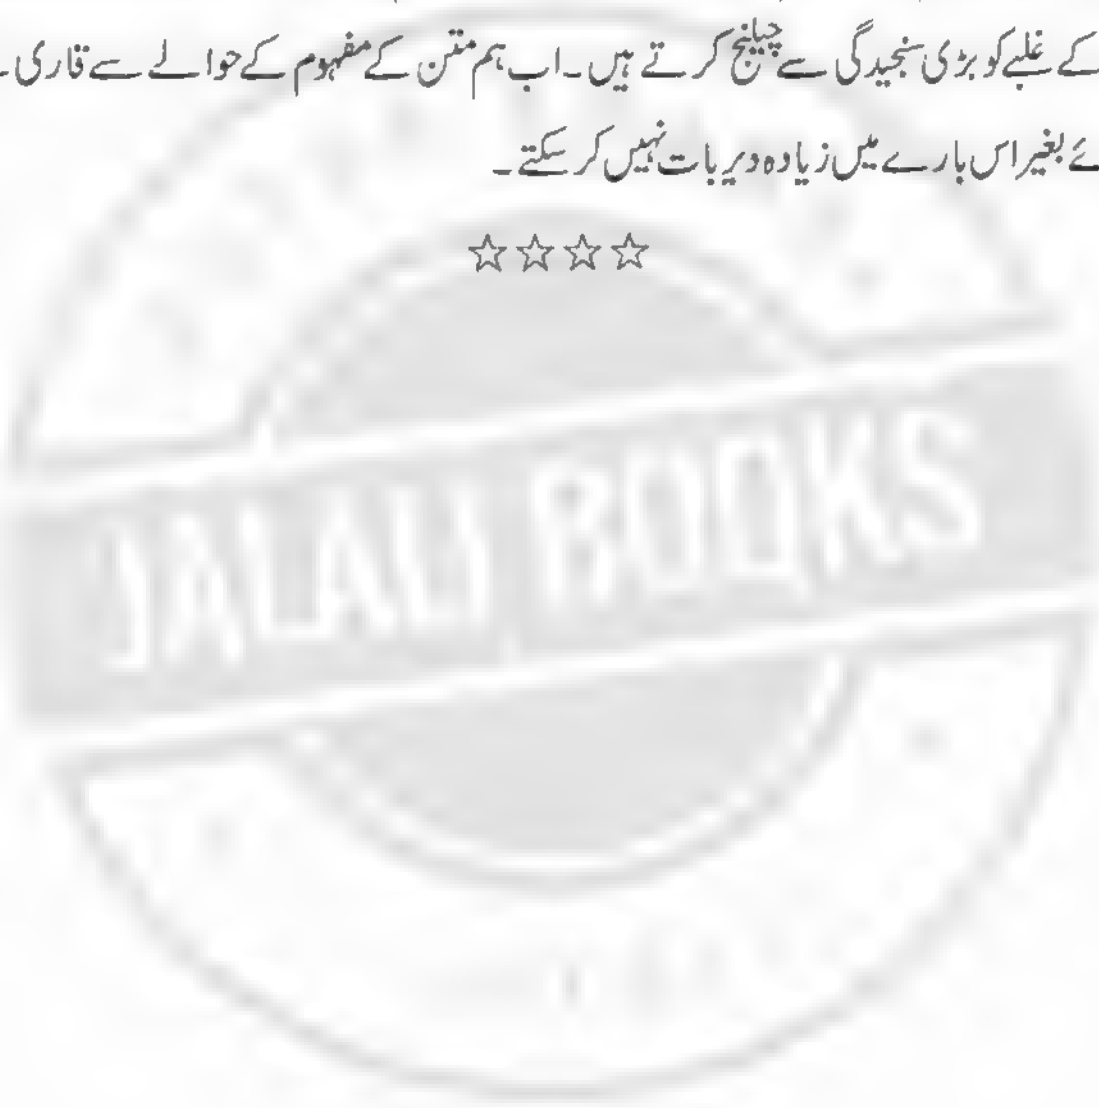 کے غلبے کو بڑی سنجیدگی سے چیلنج کرتے ہیں۔ اب ہم متن کے مفہوم کے حوالے سے قاری
بغیر اس بارے میں زیادہ دیر بات نہیں کر سکتے۔
☆☆☆☆
JALALI BOOKS